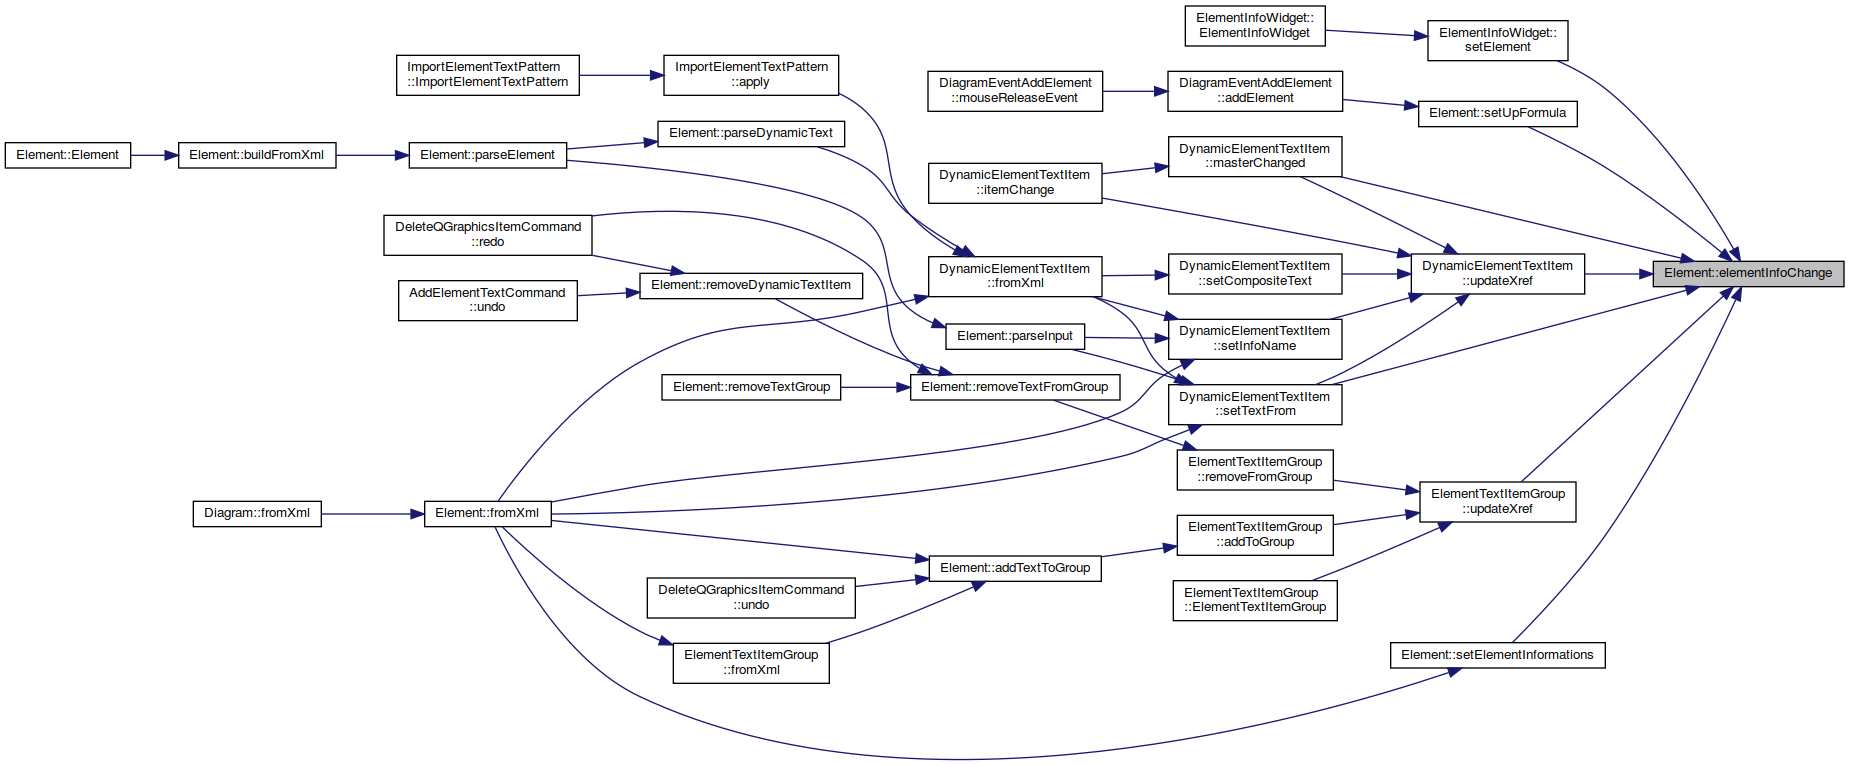 ElementInfoWidget::
ElementInfoWidget
ElementInfoWidget::
setElement
ImportElementTextPattern
::ImportElementTextPattern
ImportElementTextPattern
::apply
DiagramEventAddElement
::mouseReleaseEvent
DiagramEventAddElement
::addElement
Element::setUpFormula
Element::parseDynamicText
Element::Element
Element::buildFromXml
Element::parseElement
DynamicElementTextItem
::masterChanged
DynamicElementTextItem
::itemChange
DeleteQGraphicsItemCommand
::redo
DynamicElementTextItem
::fromXml
DynamicElementTextItem
::setCompositeText
DynamicElementTextItem
::updateXref
Element::elementInfoChange
Element::removeDynamicTextItem
AddElementTextCommand
::undo
Element::parseInput
DynamicElementTextItem
::setInfoName
Element::removeTextGroup
Element::removeTextFromGroup
DynamicElementTextItem
::setTextFrom
ElementTextItemGroup
::removeFromGroup
ElementTextItemGroup
::updateXref
Diagram::fromXml
Element::fromXml
ElementTextItemGroup
::addToGroup
Element::addTextToGroup
DeleteQGraphicsItemCommand
::undo
ElementTextItemGroup
::ElementTextItemGroup
ElementTextItemGroup
::fromXml
Element::setElementInformations